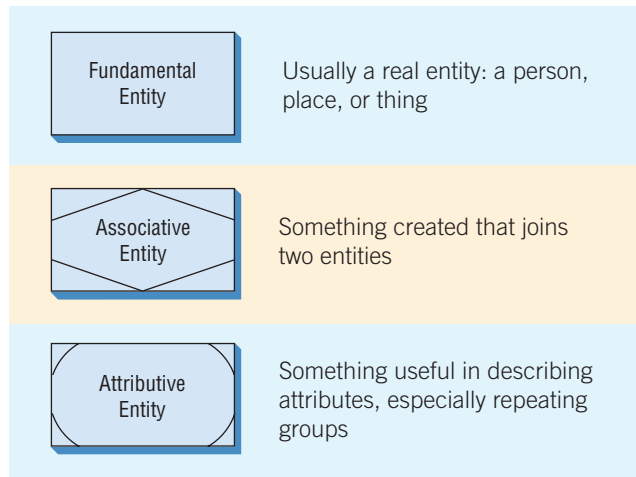 Fundamental
Entity
Usually a real entity: a person,
place, or thing
Associative
Entity
Something created that joins
two entities
Attributive
Entity
Something useful in describing
attributes, especially repeating
groups